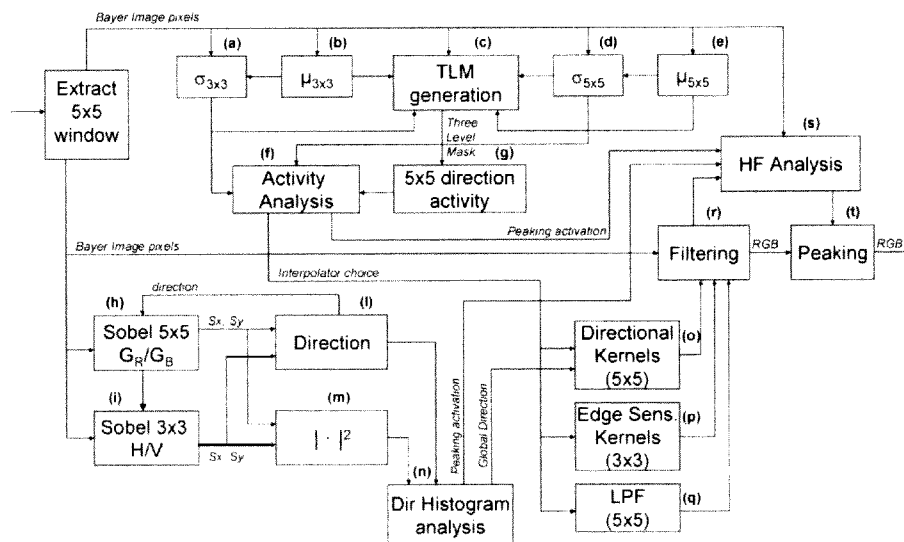 Bayer Image pixels
(a)
(b)
(c)
(d)
(e)
Extract
5x5
window
σ3x3
μ3x3
TLM
generation
σ5x5
μ5x5
Three
Level
Mask
(f)
(g)
(s)
Activity
Analysis
5x5 direction
activity
HF Analysis
Peaking activation
(r)
(t)
Bayer Image pixels
Filtering
RGB
Peaking
RGB
Interpolator choice
direction
(h)
(l)
Sobel 5x5
GR/GB
Sx, Sy
Direction
Directional
Kernels
(5x5)
(o)
(i)
(m)
Sobel 3x3
H/V
Sx, Sy
| · |²
Peaking activation
Global Direction
Edge Sens.
Kernels
(3x3)
(p)
(n)
Dir Histogram
analysis
LPF
(5x5)
(q)